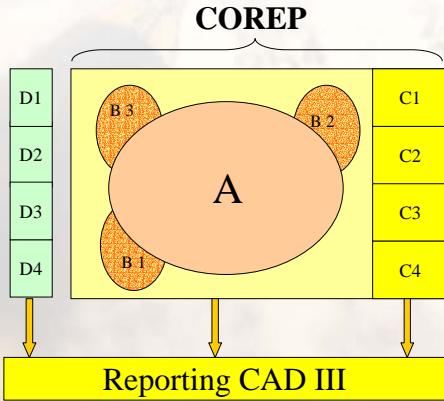 COREP
D1
D2
D3
D4
B 3
B 2
A
B 1
C1
C2
C3
C4
Reporting CAD III